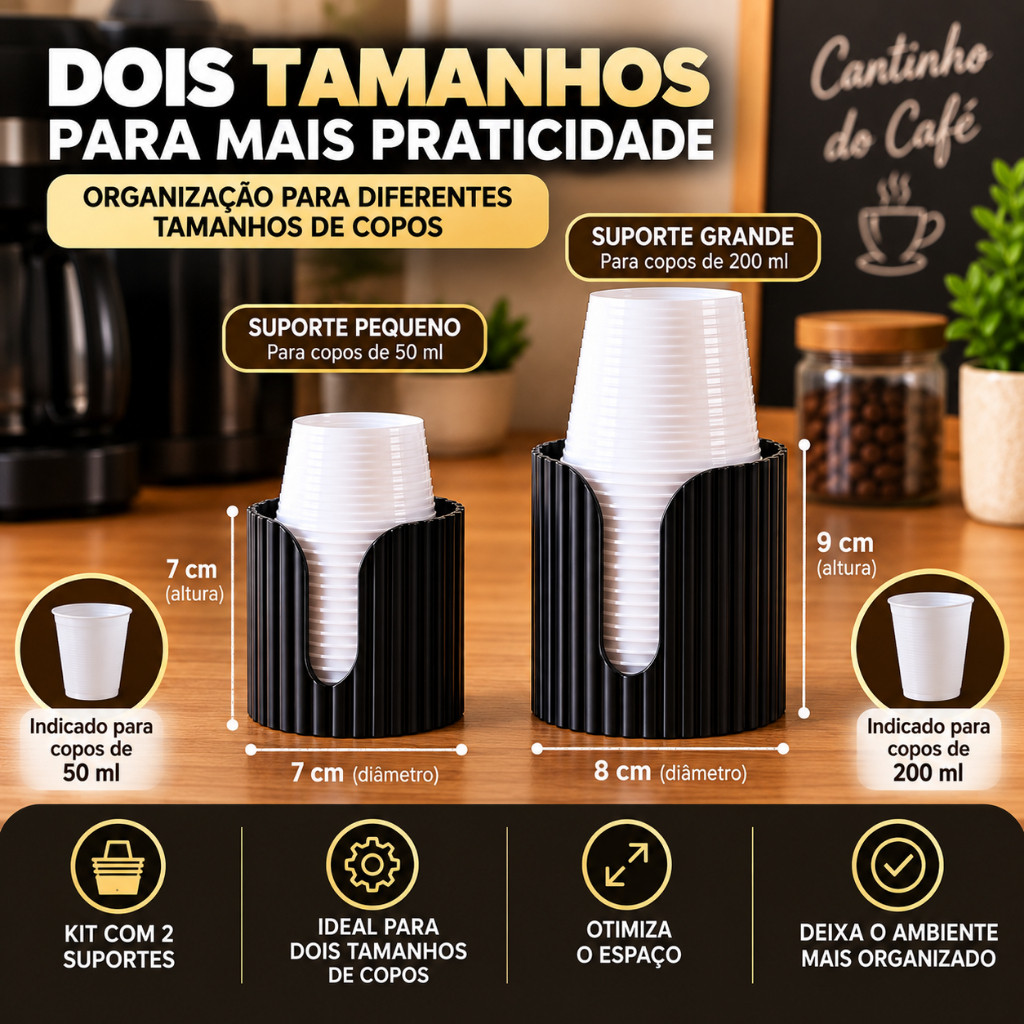 DOIS TAMANHOS
PARA MAIS PRATICIDADE
ORGANIZAÇÃO PARA DIFERENTES
TAMANHOS DE COPOS
Cantinho
do Café
SUPORTE GRANDE
Para copos de 200 ml
SUPORTE PEQUENO
Para copos de 50 ml
7 cm
(altura)
9 cm
(altura)
Indicado para
copos de
50 ml
Indicado para
copos de
200 ml
7 cm (diâmetro)
8 cm (diâmetro)
KIT COM 2
SUPORTES
IDEAL PARA
DOIS TAMANHOS
DE COPOS
OTIMIZA
O ESPAÇO
DEIXA O AMBIENTE
MAIS ORGANIZADO